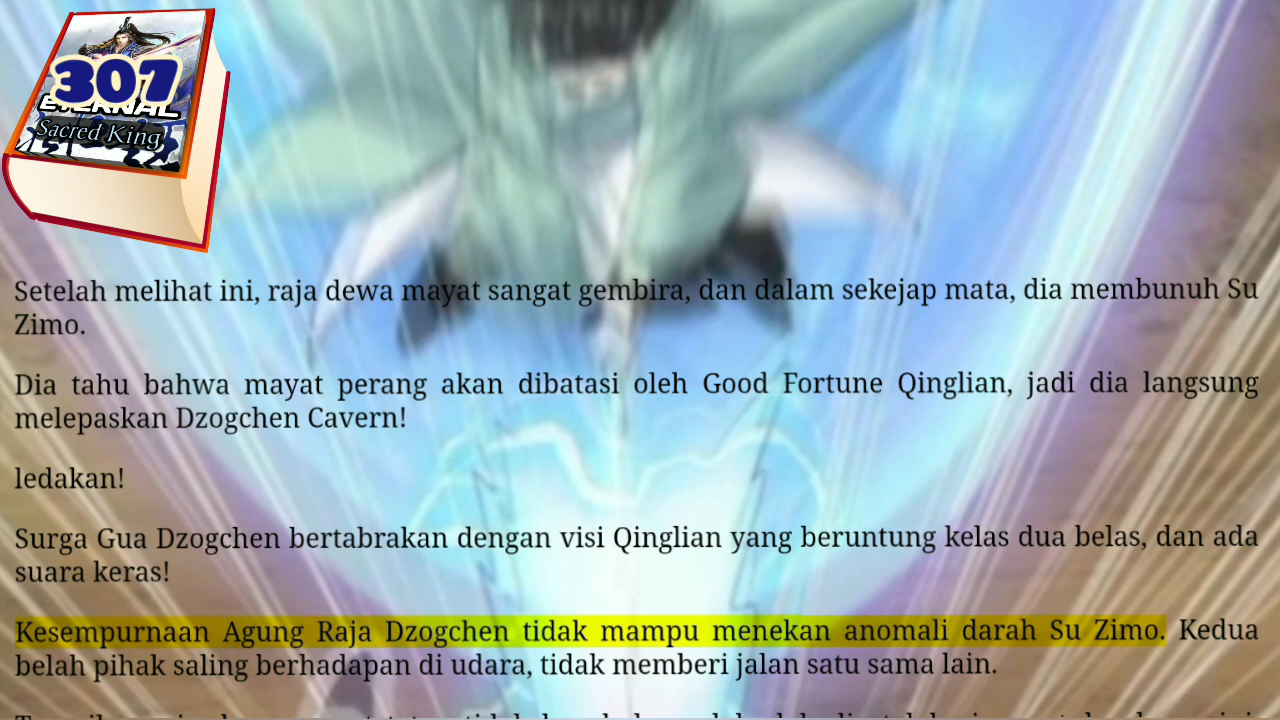 307
ETERNAL
Sacred King
Setelah melihat ini, raja dewa mayat sangat gembira, dan dalam sekejap mata, dia membunuh Su
Zimo.
Dia tahu bahwa mayat perang akan dibatasi oleh Good Fortune Qinglian, jadi dia langsung
melepaskan Dzogchen Cavern!
ledakan!
Surga Gua Dzogchen bertabrakan dengan visi Qinglian yang beruntung kelas dua belas, dan ada
suara keras!
Kesempurnaan Agung Raja Dzogchen tidak mampu menekan anomali darah Su Zimo. Kedua
belah pihak saling berhadapan di udara, tidak memberi jalan satu sama lain.